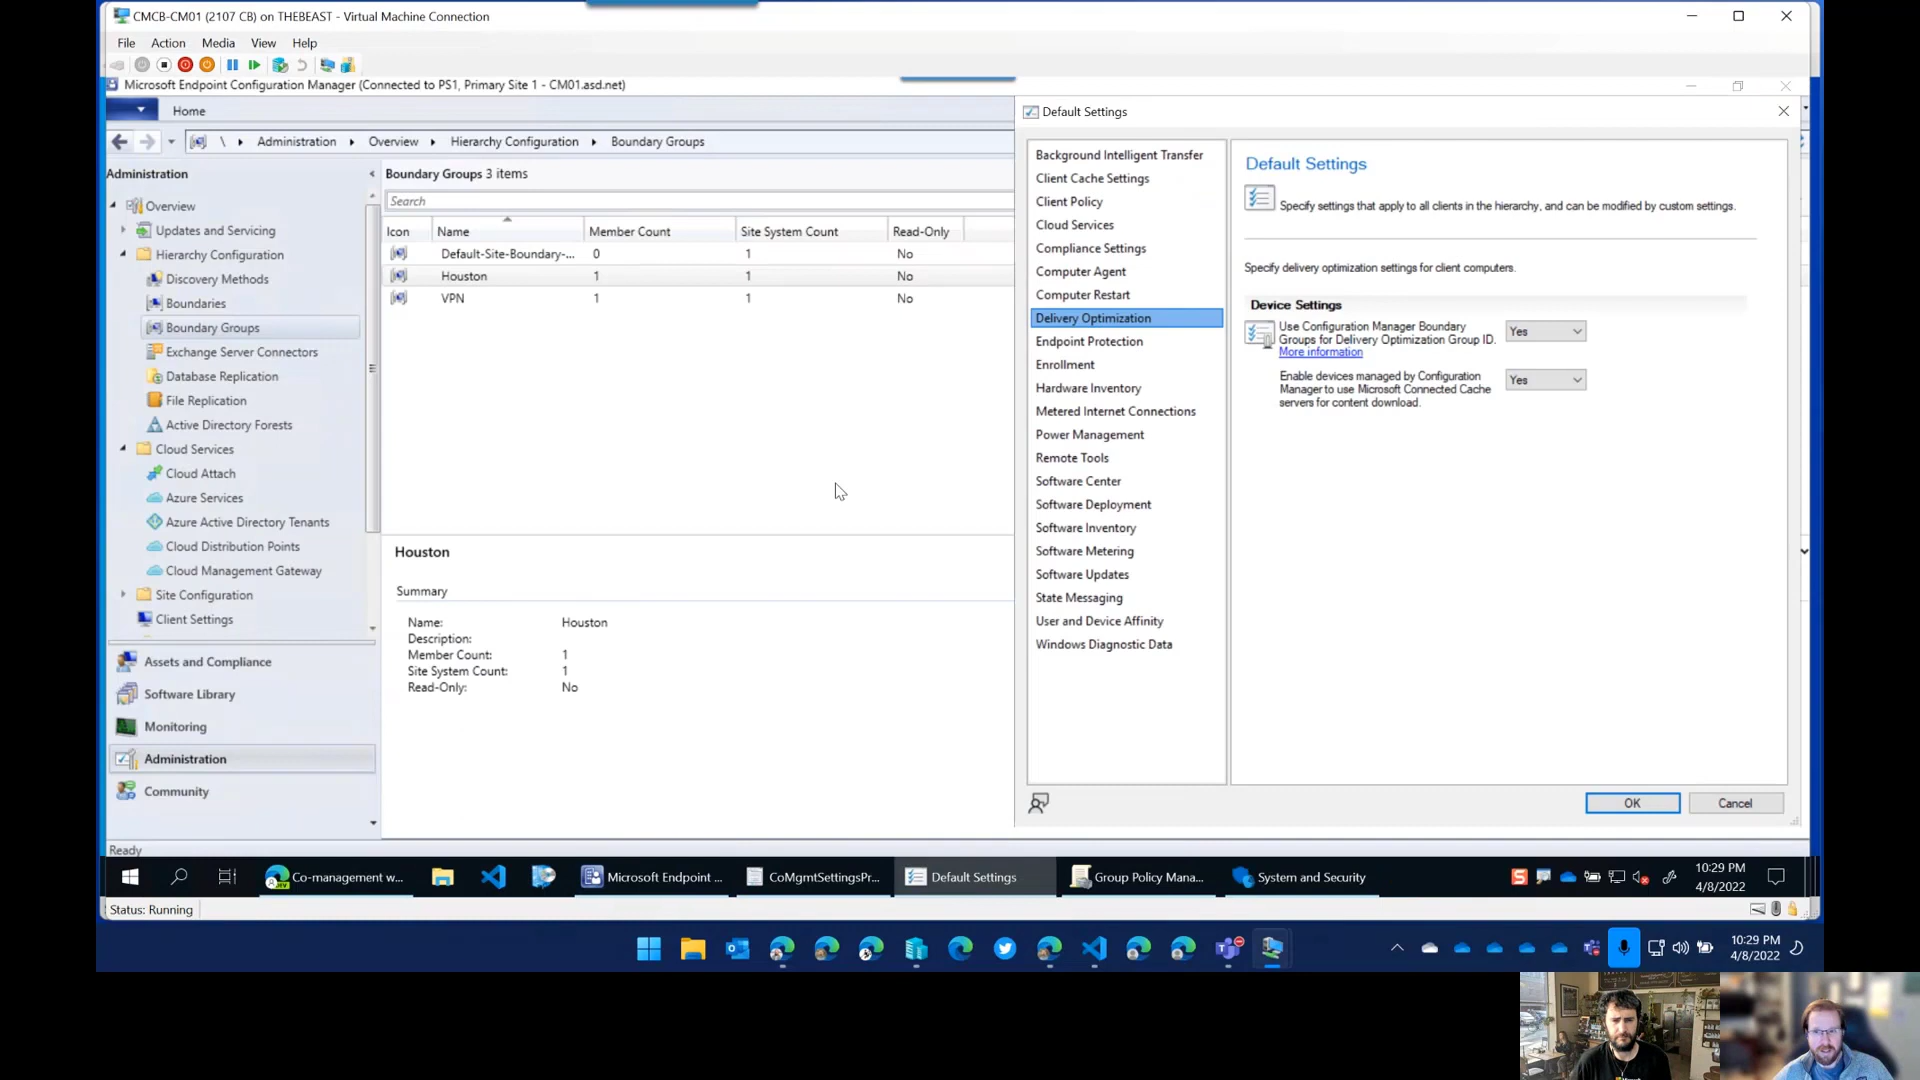 CMCB-CM01 (2107 CB) on THEBEAST - Virtual Machine Connection
File Action Media View Help
Microsoft Endpoint Configuration Manager (Connected to PS1, Primary Site 1 - CM01.asd.net)
Home
\ Administration Overview Hierarchy Configuration Boundary Groups
Administration
Overview
Updates and Servicing
Hierarchy Configuration
Discovery Methods
Boundaries
Boundary Groups
Exchange Server Connectors
Database Replication
File Replication
Active Directory Forests
Cloud Services
Cloud Attach
Azure Services
Azure Active Directory Tenants
Cloud Distribution Points
Cloud Management Gateway
Site Configuration
Client Settings
Assets and Compliance
Software Library
Monitoring
Administration
Community
Ready
Boundary Groups 3 items
Search
Icon Name Member Count Site System Count Read-Only
Default-Site-Boundary-... 0 1 No
Houston 1 1 No
VPN 1 1 No
Houston
Summary
Name: Houston
Description:
Member Count: 1
Site System Count: 1
Read-Only: No
Default Settings
Background Intelligent Transfer
Client Cache Settings
Client Policy
Cloud Services
Compliance Settings
Computer Agent
Computer Restart
Delivery Optimization
Endpoint Protection
Enrollment
Hardware Inventory
Metered Internet Connections
Power Management
Remote Tools
Software Center
Software Deployment
Software Inventory
Software Metering
Software Updates
State Messaging
User and Device Affinity
Windows Diagnostic Data
Default Settings
Specify settings that apply to all clients in the hierarchy, and can be modified by custom settings.
Specify delivery optimization settings for client computers.
Device Settings
Use Configuration Manager Boundary
Groups for Delivery Optimization Group ID.
More information
Yes
Enable devices managed by Configuration
Manager to use Microsoft Connected Cache
servers for content download.
Yes
OK Cancel
Co-management w... Microsoft Endpoint ... CoMgmtSettingsPr... Default Settings Group Policy Mana... System and Security
10:29 PM
4/8/2022
Status: Running
10:29 PM
4/8/2022